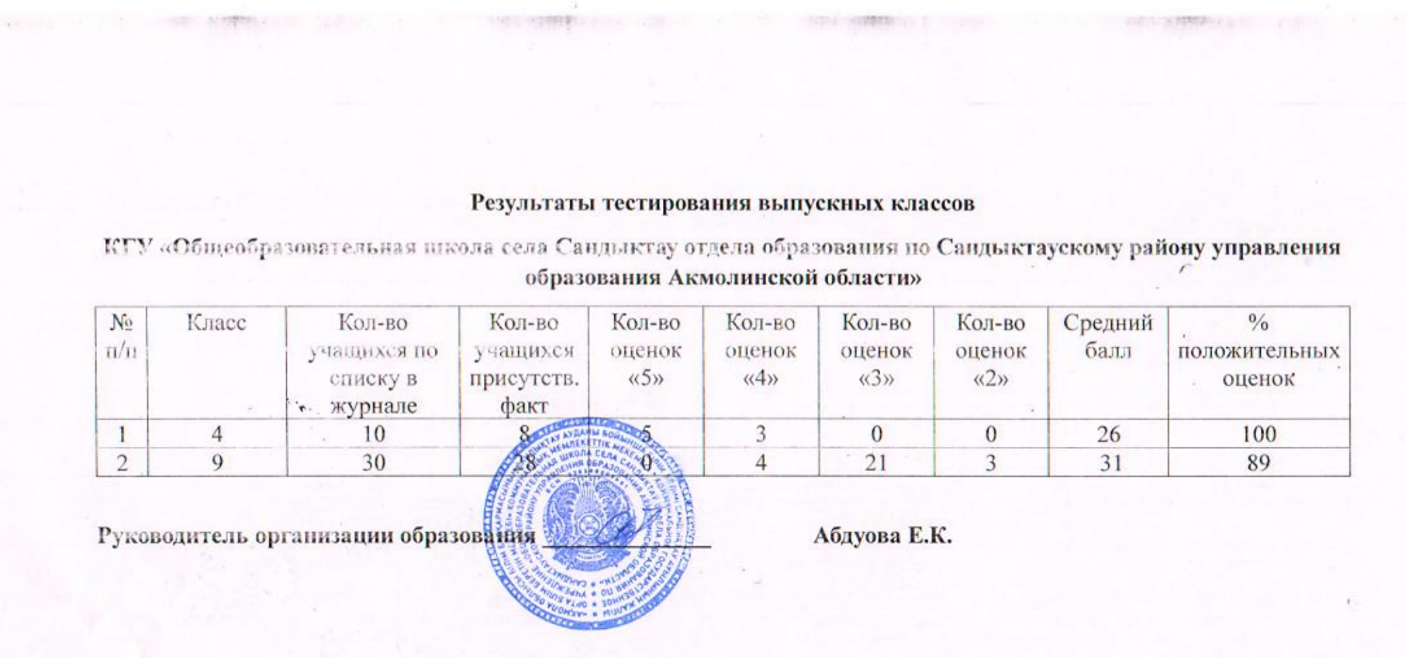 Результаты тестирования выпускных классов
КГУ «Общеобразовательная школа села Сандыктау отдела образования по Сандыктаускому району управления
образования Акмолинской области»
№ п/п Класс Кол-во учащихся по списку в журнале Кол-во учащихся присутств. факт Кол-во оценок «5» Кол-во оценок «4» Кол-во оценок «3» Кол-во оценок «2» Средний балл % положительных оценок
1 4 10 8 5 3 0 0 26 100
2 9 30 28 0 4 21 3 31 89
Руководитель организации образования Абдуова Е.К.